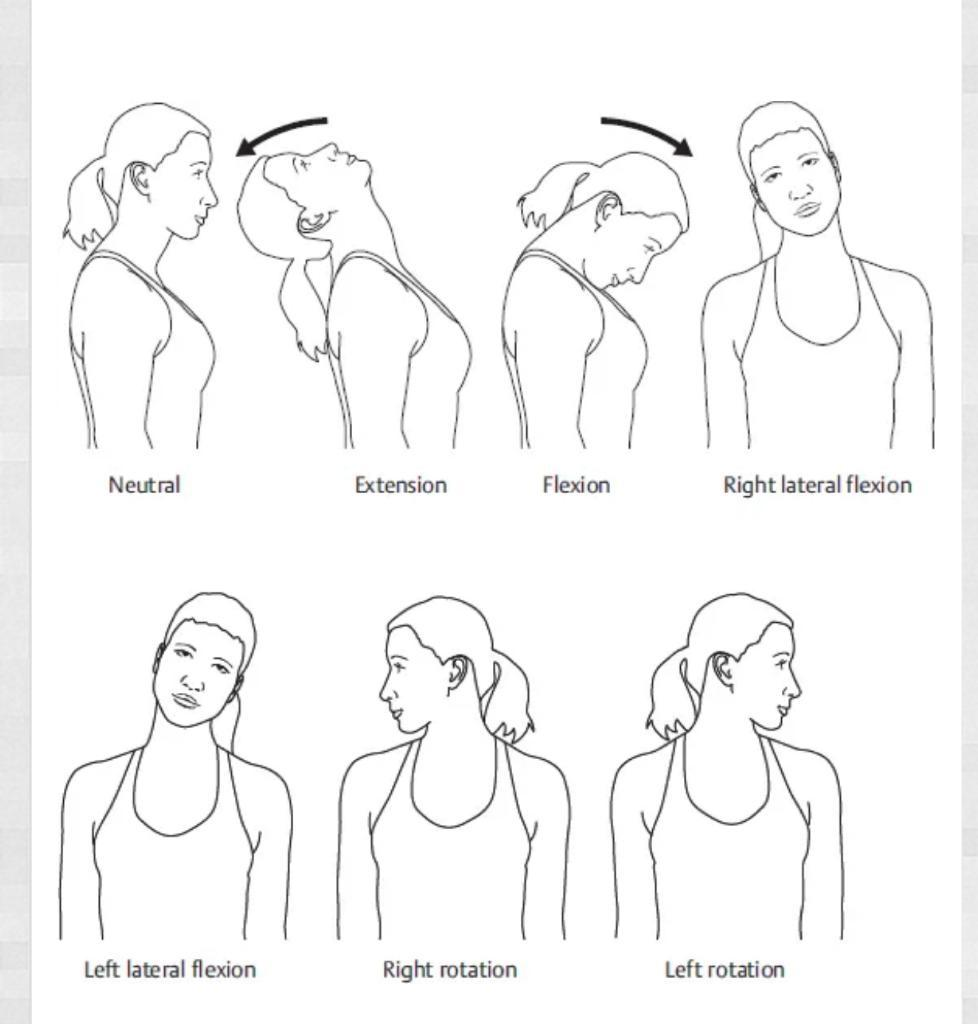 Neutral
Extension
Flexion
Right lateral flexion
Left lateral flexion
Right rotation
Left rotation